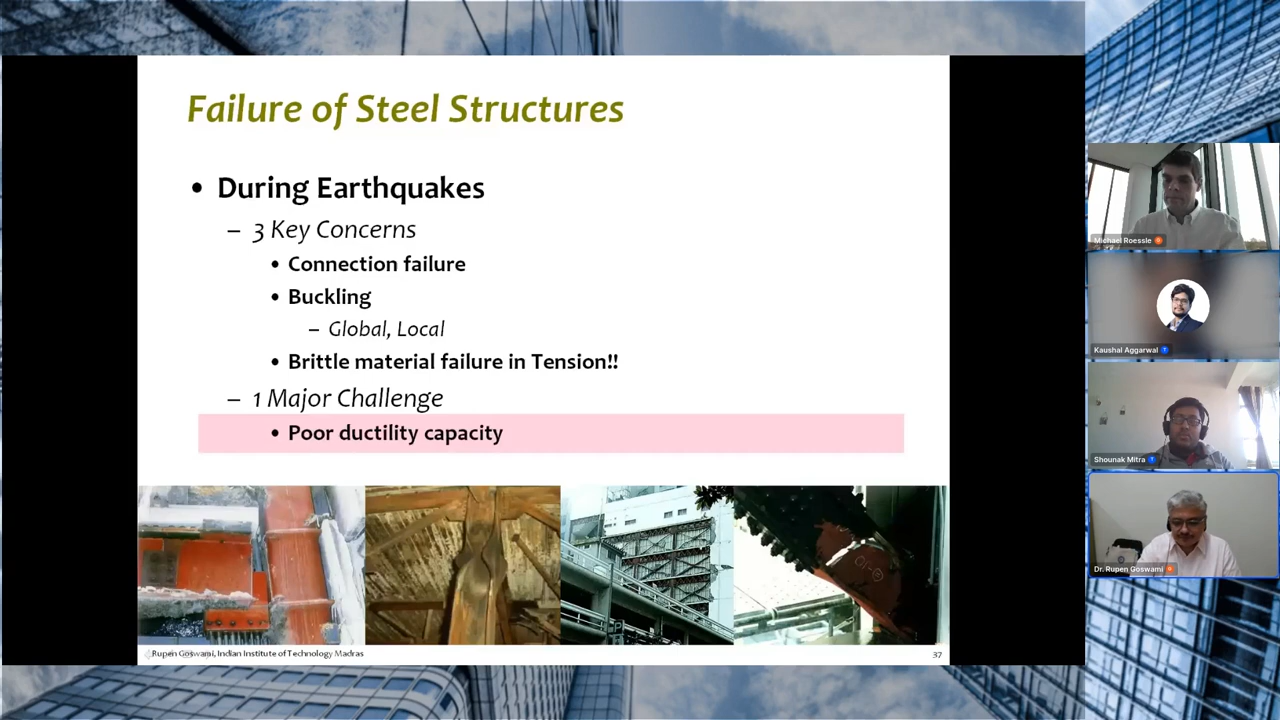 Failure of Steel Structures
• During Earthquakes
– 3 Key Concerns
• Connection failure
• Buckling
– Global, Local
• Brittle material failure in Tension!!
– 1 Major Challenge
• Poor ductility capacity
Rupen Goswami, Indian Institute of Technology Madras
37
Michael Roessle
Kaushal Aggarwal
Shounak Mitra
Dr. Rupen Goswami